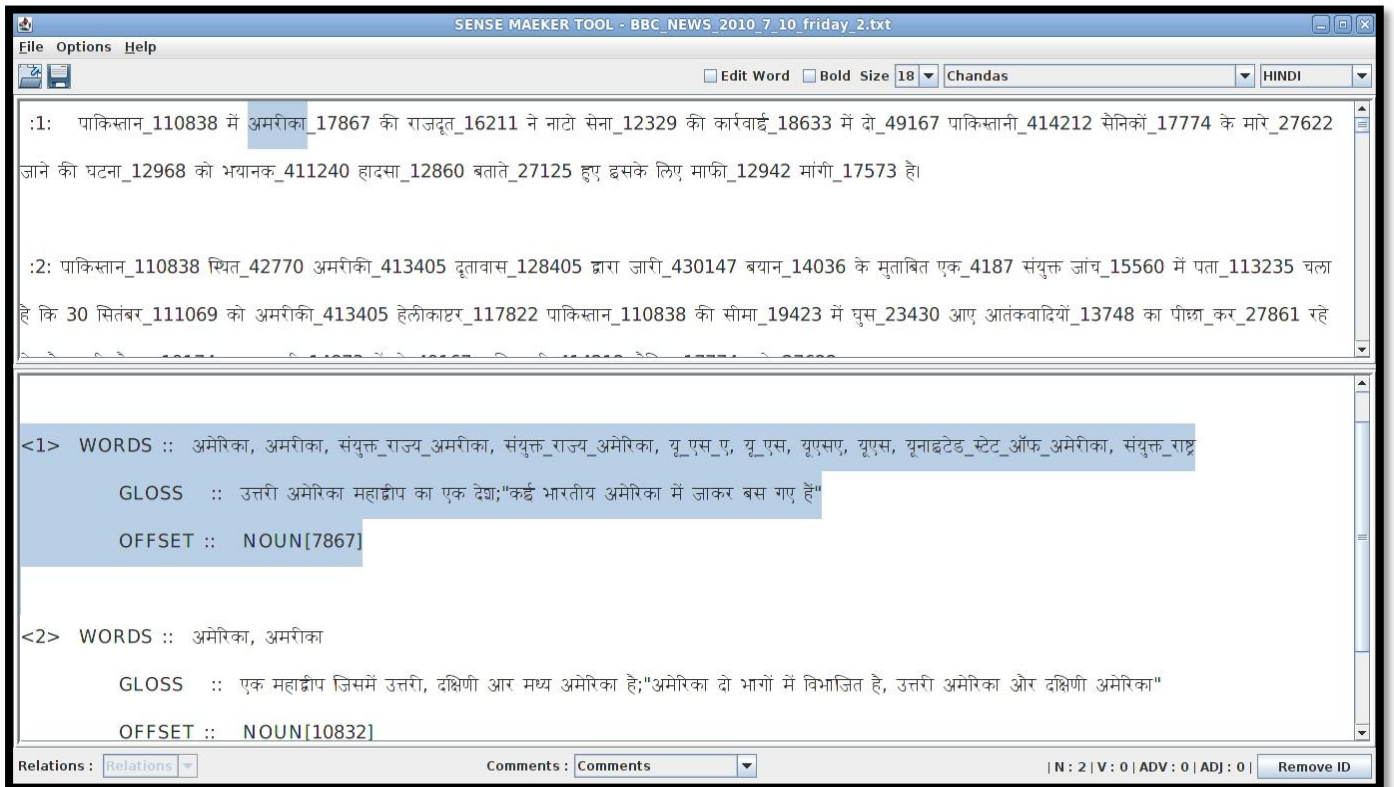 SENSE MAEKER TOOL - BBC_NEWS_2010_7_10_friday_2.txt
File Options Help
Edit Word Bold Size 18 Chandas HINDI
:1: पाकिस्तान_110838 में अमरीका_17867 की राजदूत_16211 ने नाटो सेना_12329 की कार्रवाई_18633 में दो_49167 पाकिस्तानी_414212 सैनिकों_17774 के मारे_27622
जाने की घटना_12968 को भयानक_411240 हादसा_12860 बताते_27125 हुए इसके लिए माफी_12942 मांगी_17573 है।
:2: पाकिस्तान_110838 स्थित_42770 अमरीकी_413405 दूतावास_128405 द्वारा जारी_430147 बयान_14036 के मुताबित एक_4187 संयुक्त जांच_15560 में पता_113235 चला
है कि 30 सितंबर_111069 को अमरीकी_413405 हेलीकाप्टर_117822 पाकिस्तान_110838 की सीमा_19423 में घुस_23430 आए आतंकवादियों_13748 का पीछा_कर_27861 रहे
<1> WORDS :: अमेरिका, अमरीका, संयुक्त_राज्य_अमरीका, संयुक्त_राज्य_अमेरिका, यू_एस_ए, यू_एस, यूएसए, यूएस, यूनाइटेड_स्टेट_ऑफ_अमेरीका, संयुक्त_राष्ट्र
GLOSS :: उत्तरी अमेरिका महाद्वीप का एक देश;"कई भारतीय अमेरिका में जाकर बस गए हैं"
OFFSET :: NOUN[7867]
<2> WORDS :: अमेरिका, अमरीका
GLOSS :: एक महाद्वीप जिसमें उत्तरी, दक्षिणी आर मध्य अमेरिका है;"अमेरिका दो भागों में विभाजित है, उत्तरी अमेरिका और दक्षिणी अमेरिका"
OFFSET :: NOUN[10832]
Relations : Relations Comments : Comments | N : 2 | V : 0 | ADV : 0 | ADJ : 0 | Remove ID